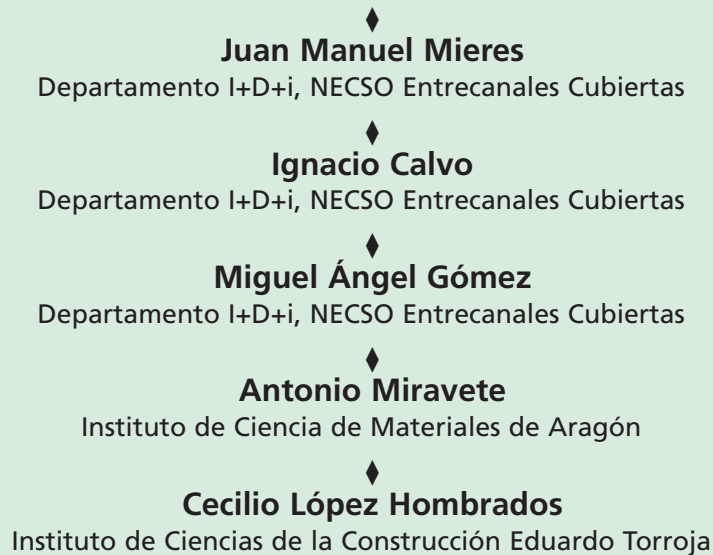 Juan Manuel Mieres
Departamento I+D+i, NECSO Entrecanales Cubiertas
Ignacio Calvo
Departamento I+D+i, NECSO Entrecanales Cubiertas
Miguel Ángel Gómez
Departamento I+D+i, NECSO Entrecanales Cubiertas
Antonio Miravete
Instituto de Ciencia de Materiales de Aragón
Cecilio López Hombrados
Instituto de Ciencias de la Construcción Eduardo Torroja